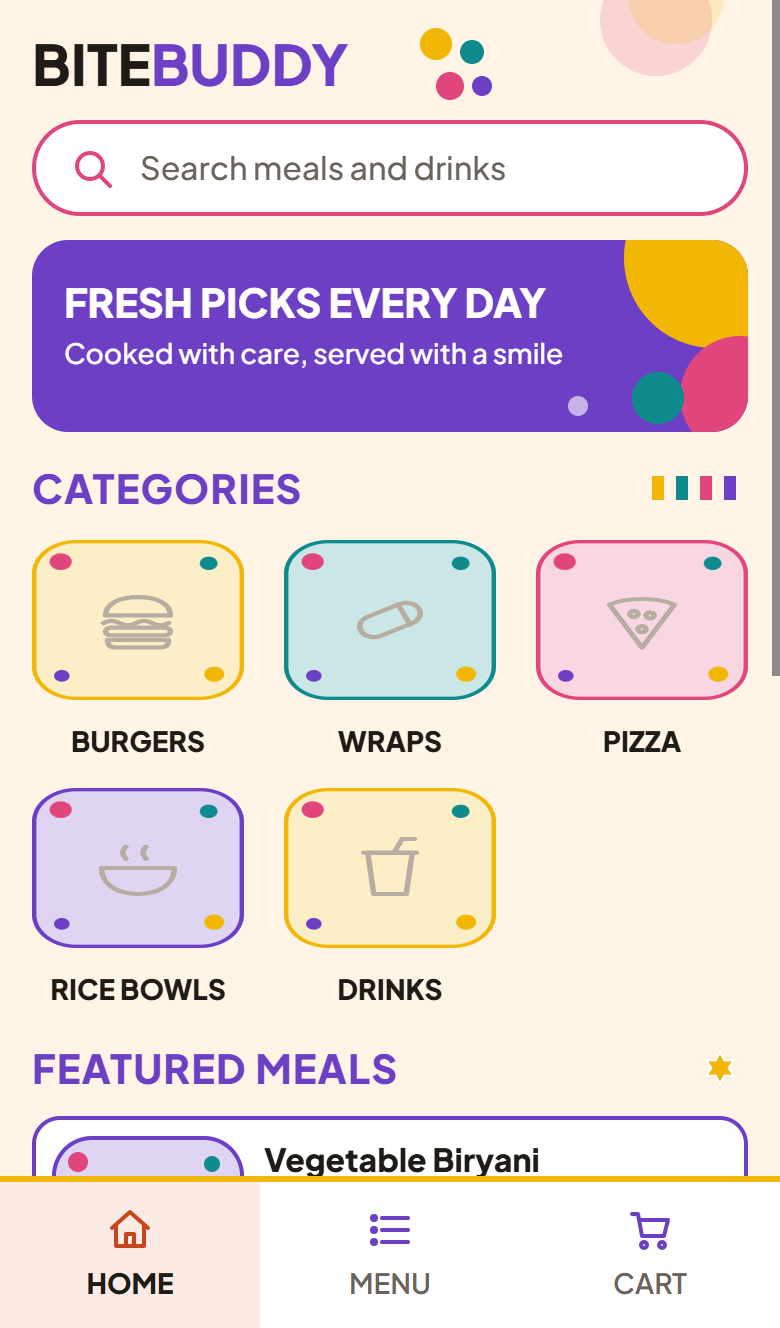 BITEBUDDY
Search meals and drinks
FRESH PICKS EVERY DAY
Cooked with care, served with a smile
CATEGORIES
BURGERS
WRAPS
PIZZA
RICE BOWLS
DRINKS
FEATURED MEALS
Vegetable Biryani
HOME
MENU
CART